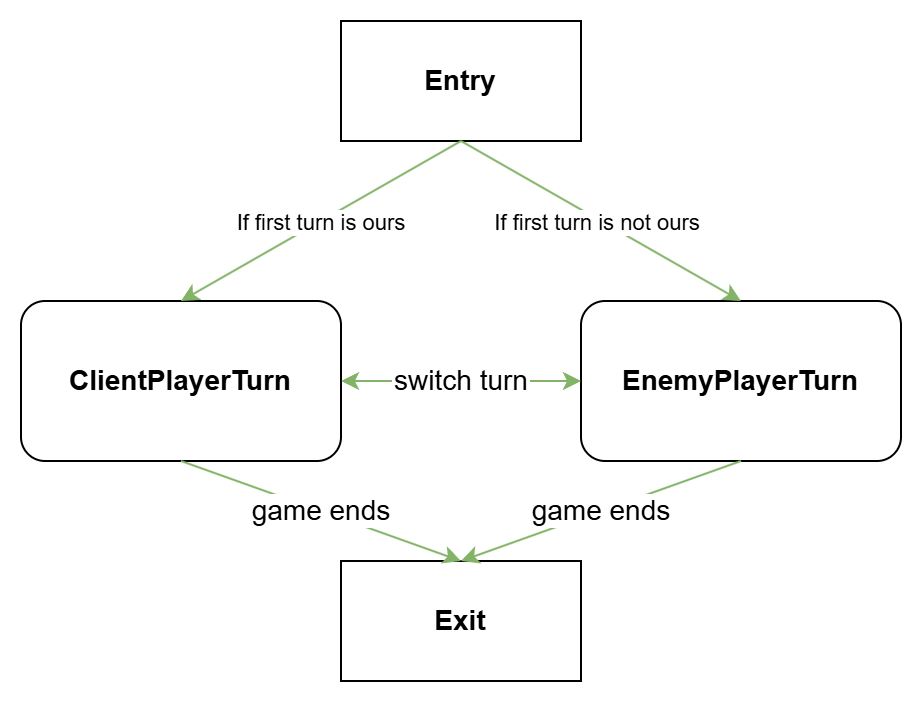 Entry
If first turn is ours
If first turn is not ours
ClientPlayerTurn
switch turn
EnemyPlayerTurn
game ends
game ends
Exit